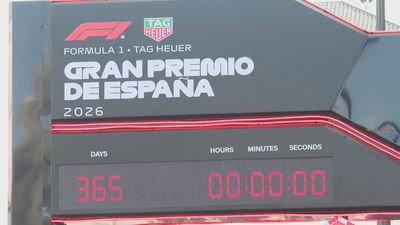 F1
TAG
HEUER
FORMULA 1 • TAG HEUER
GRAN PREMIO
DE ESPAÑA
2026
DAYS HOURS MINUTES SECONDS
365 00:00:00